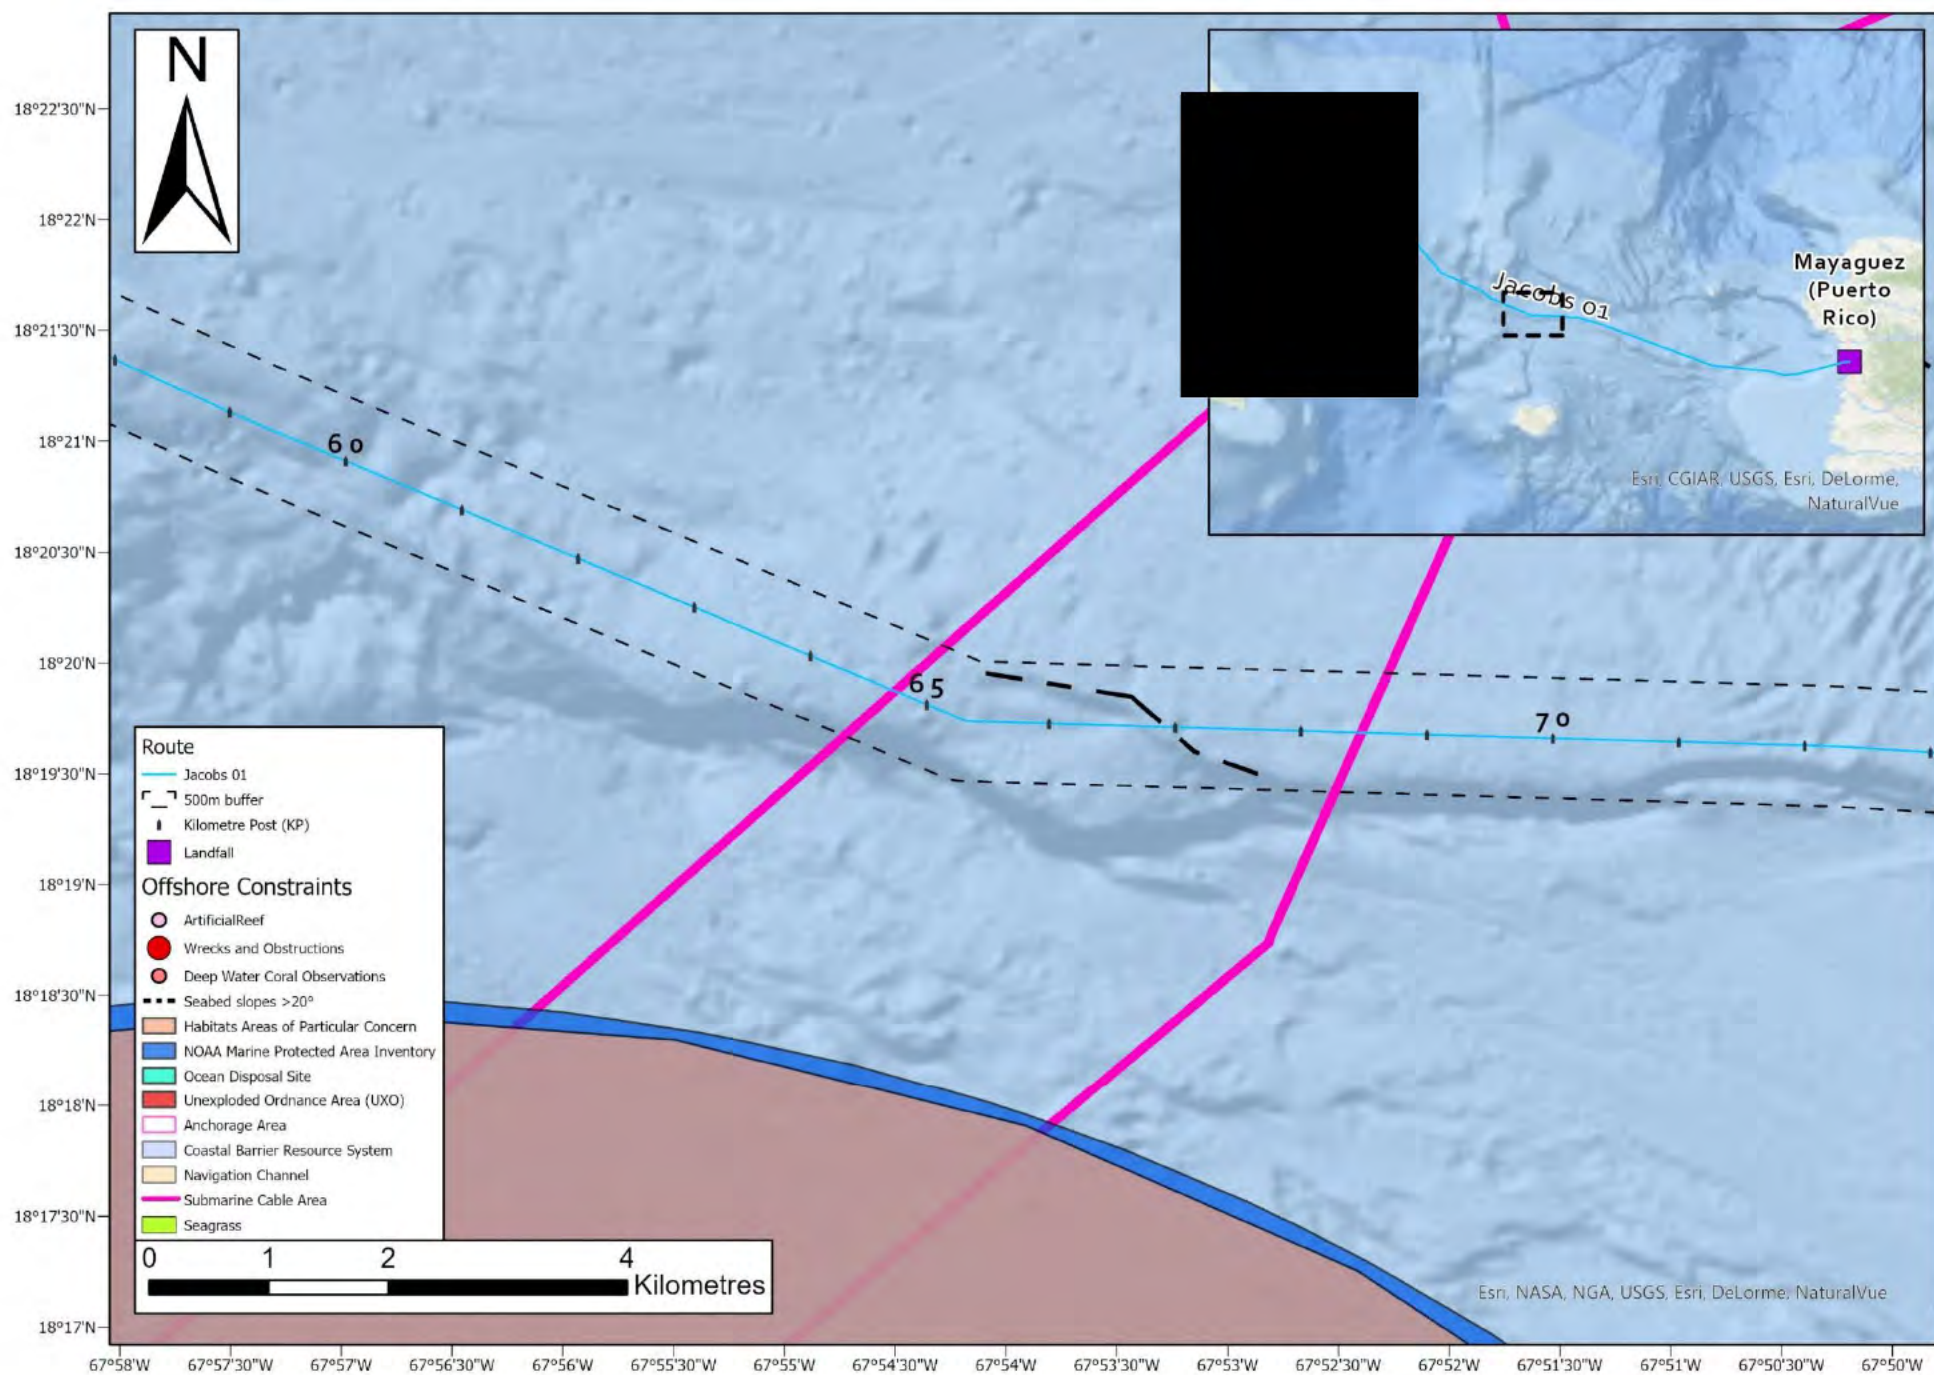 N
18°22'30"N
18°22'N
18°21'30"N
18°21'N
18°20'30"N
18°20'N
18°19'30"N
18°19'N
18°18'30"N
18°18'N
18°17'30"N
18°17'N
60
65
70
Jacobs 01
Mayaguez
(Puerto
Rico)
Esri, CGIAR, USGS, Esri, DeLorme,
NaturalVue
Route
Jacobs 01
500m buffer
Kilometre Post (KP)
Landfall
Offshore Constraints
ArtificialReef
Wrecks and Obstructions
Deep Water Coral Observations
Seabed slopes >20°
Habitats Areas of Particular Concern
NOAA Marine Protected Area Inventory
Ocean Disposal Site
Unexploded Ordnance Area (UXO)
Anchorage Area
Coastal Barrier Resource System
Navigation Channel
Submarine Cable Area
Seagrass
0 1 2 4
Kilometres
Esri, NASA, NGA, USGS, Esri, DeLorme, NaturalVue
67°58'W 67°57'30"W 67°57'W 67°56'30"W 67°56'W 67°55'30"W 67°55'W 67°54'30"W 67°54'W 67°53'30"W 67°53'W 67°52'30"W 67°52'W 67°51'30"W 67°51'W 67°50'30"W 67°50'W